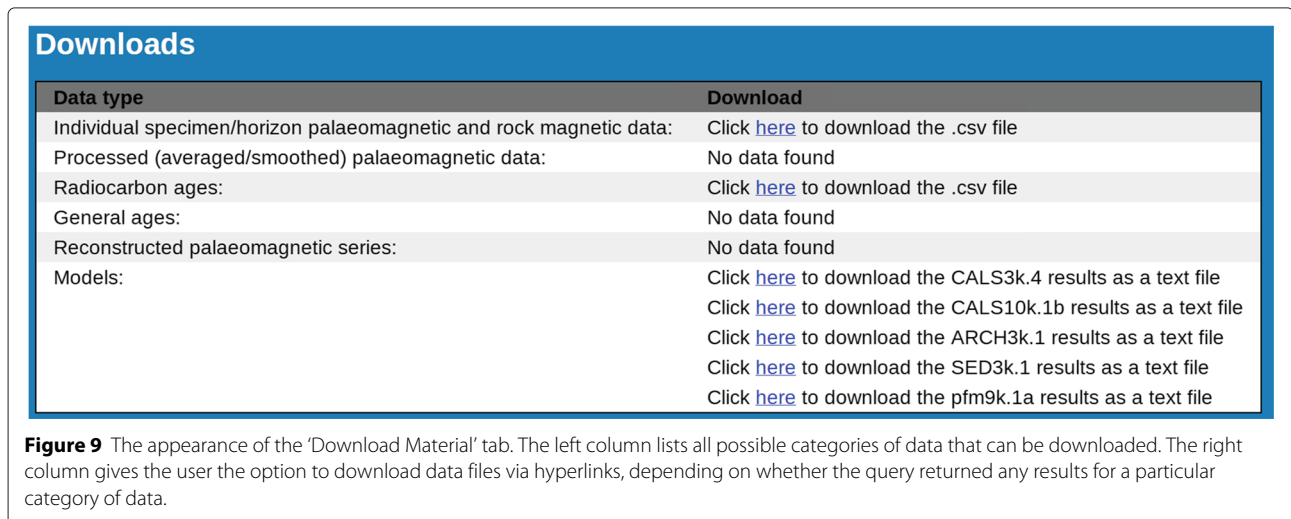 Downloads
Data type Download
Individual specimen/horizon palaeomagnetic and rock magnetic data: Click here to download the .csv file
Processed (averaged/smoothed) palaeomagnetic data: No data found
Radiocarbon ages: Click here to download the .csv file
General ages: No data found
Reconstructed palaeomagnetic series: No data found
Models: Click here to download the CALS3k.4 results as a text file
Click here to download the CALS10k.1b results as a text file
Click here to download the ARCH3k.1 results as a text file
Click here to download the SED3k.1 results as a text file
Click here to download the pfm9k.1a results as a text file
Figure 9 The appearance of the ‘Download Material’ tab. The left column lists all possible categories of data that can be downloaded. The right
column gives the user the option to download data files via hyperlinks, depending on whether the query returned any results for a particular
category of data.